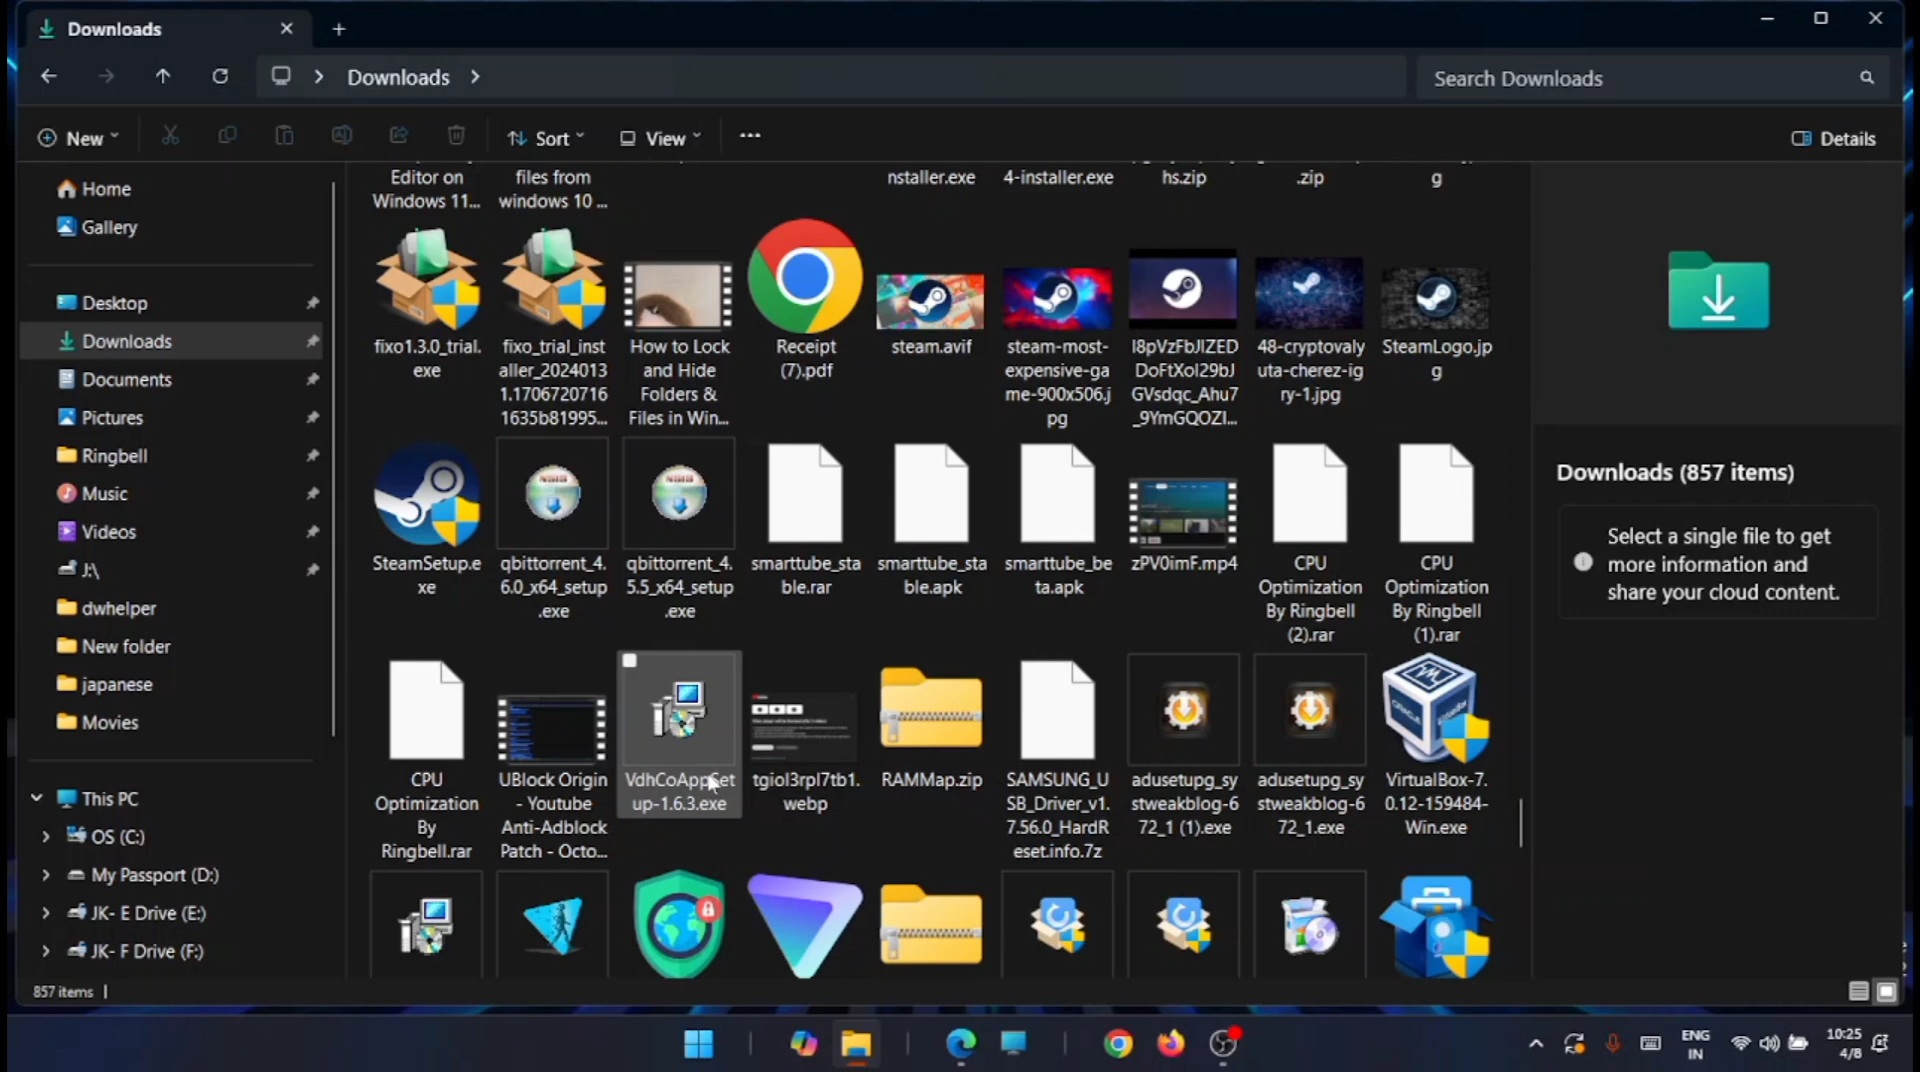 Downloads
Downloads
Search Downloads
New
Sort
View
Details
Home
Gallery
Desktop
Downloads
Documents
Pictures
Ringbell
Music
Videos
J:\
dwhelper
New folder
japanese
Movies
This PC
OS (C:)
My Passport (D:)
JK- E Drive (E:)
JK- F Drive (F:)
Editor on
Windows 11...
files from
windows 10 ...
nstaller.exe
4-installer.exe
hs.zip
.zip
g
fixo1.3.0_trial.
exe
fixo_trial_inst
aller_2024013
1.1706720716
1635b81995...
How to Lock
and Hide
Folders &
Files in Win...
Receipt
(7).pdf
steam.avif
steam-most-
expensive-ga
me-900x506.j
pg
I8pVzFbJIZED
DoFtXoI29bJ
GVsdqc_Ahu7
_9YmGQOZI...
48-cryptovaly
uta-cherez-ig
ry-1.jpg
SteamLogo.jp
g
SteamSetup.e
xe
qbittorrent_4.
6.0_x64_setup
.exe
qbittorrent_4.
5.5_x64_setup
.exe
smarttube_sta
ble.rar
smarttube_sta
ble.apk
smarttube_be
ta.apk
zPV0imF.mp4
CPU
Optimization
By Ringbell
(2).rar
CPU
Optimization
By Ringbell
(1).rar
CPU
Optimization
By
Ringbell.rar
UBlock Origin
- Youtube
Anti-Adblock
Patch - Octo...
VdhCoAppSet
up-1.6.3.exe
tgiol3rpl7tb1.
webp
RAMMap.zip
SAMSUNG_U
SB_Driver_v1.
7.56.0_HardR
eset.info.7z
adusetupg_sy
stweakblog-6
72_1 (1).exe
adusetupg_sy
stweakblog-6
72_1.exe
VirtualBox-7.
0.12-159484-
Win.exe
Downloads (857 items)
Select a single file to get
more information and
share your cloud content.
857 items
ENG
IN
10:25
4/8